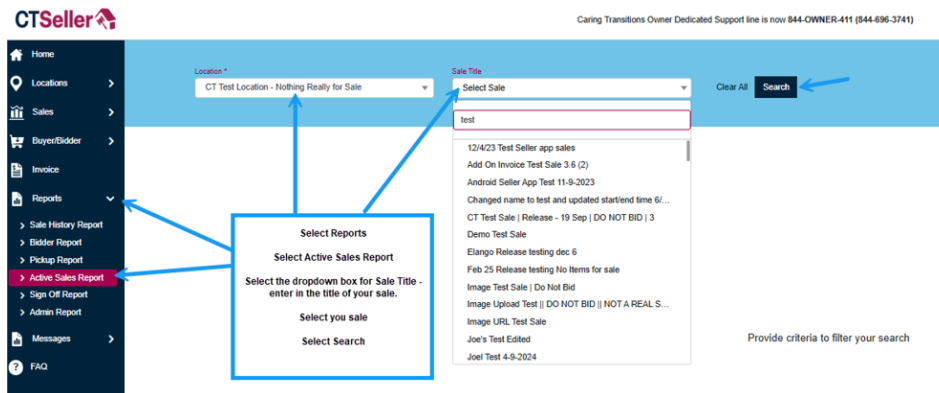 CTSeller
Caring Transitions Owner Dedicated Support line is now 844-OWNER-411 (844-696-3741)
Home
Locations
Sales
Buyer/Bidder
Invoice
Reports
Sale History Report
Bidder Report
Pickup Report
Active Sales Report
Sign Off Report
Admin Report
Messages
FAQ
Location *
CT Test Location - Nothing Really for Sale
Sale Title
Select Sale
Clear All
Search
test
12/4/23 Test Seller app sales
Add On Invoice Test Sale 3.6 (2)
Android Seller App Test 11-9-2023
Changed name to test and updated start/end time 6/...
CT Test Sale | Release - 19 Sep | DO NOT BID | 3
Demo Test Sale
Elango Release testing dec 6
Feb 25 Release testing No Items for sale
Image Test Sale | Do Not Bid
Image Upload Test || DO NOT BID || NOT A REAL S...
Image URL Test Sale
Joe's Test Edited
Joel Test 4-9-2024
Select Reports
Select Active Sales Report
Select the dropdown box for Sale Title -
enter in the title of your sale.
Select you sale
Select Search
Provide criteria to filter your search